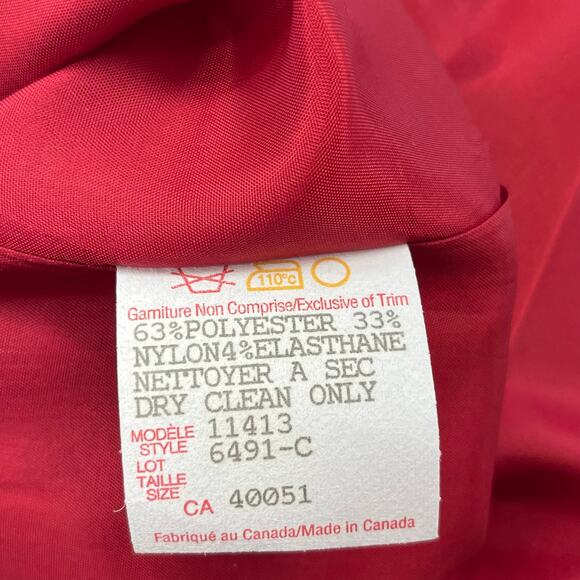 110°C
Garniture Non Comprise/Exclusive of Trim
63%POLYESTER 33%
NYLON4%ELASTHANE
NETTOYER A SEC
DRY CLEAN ONLY
MODÈLE STYLE 11413
LOT 6491-C
TAILLE SIZE
CA 40051
Fabriqué au Canada/Made in Canada